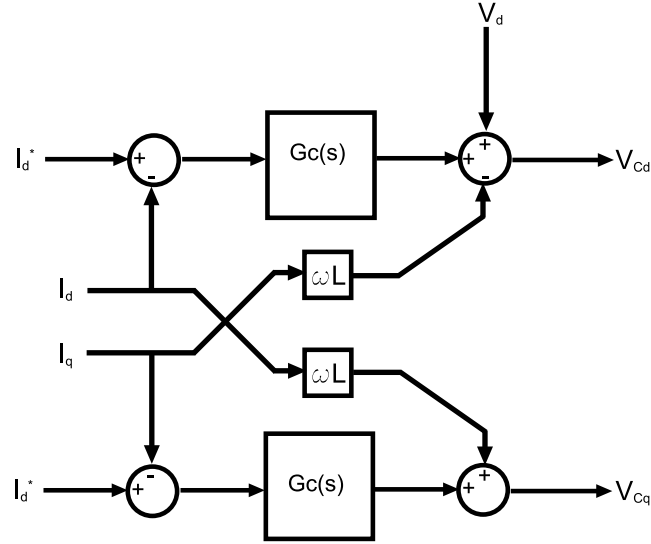 V_d
+
I_d^*
+
-
Gc(s)
+
-
V_Cd
ωL
I_d
I_q
ωL
-
+
I_d^*
+
Gc(s)
+
V_Cq